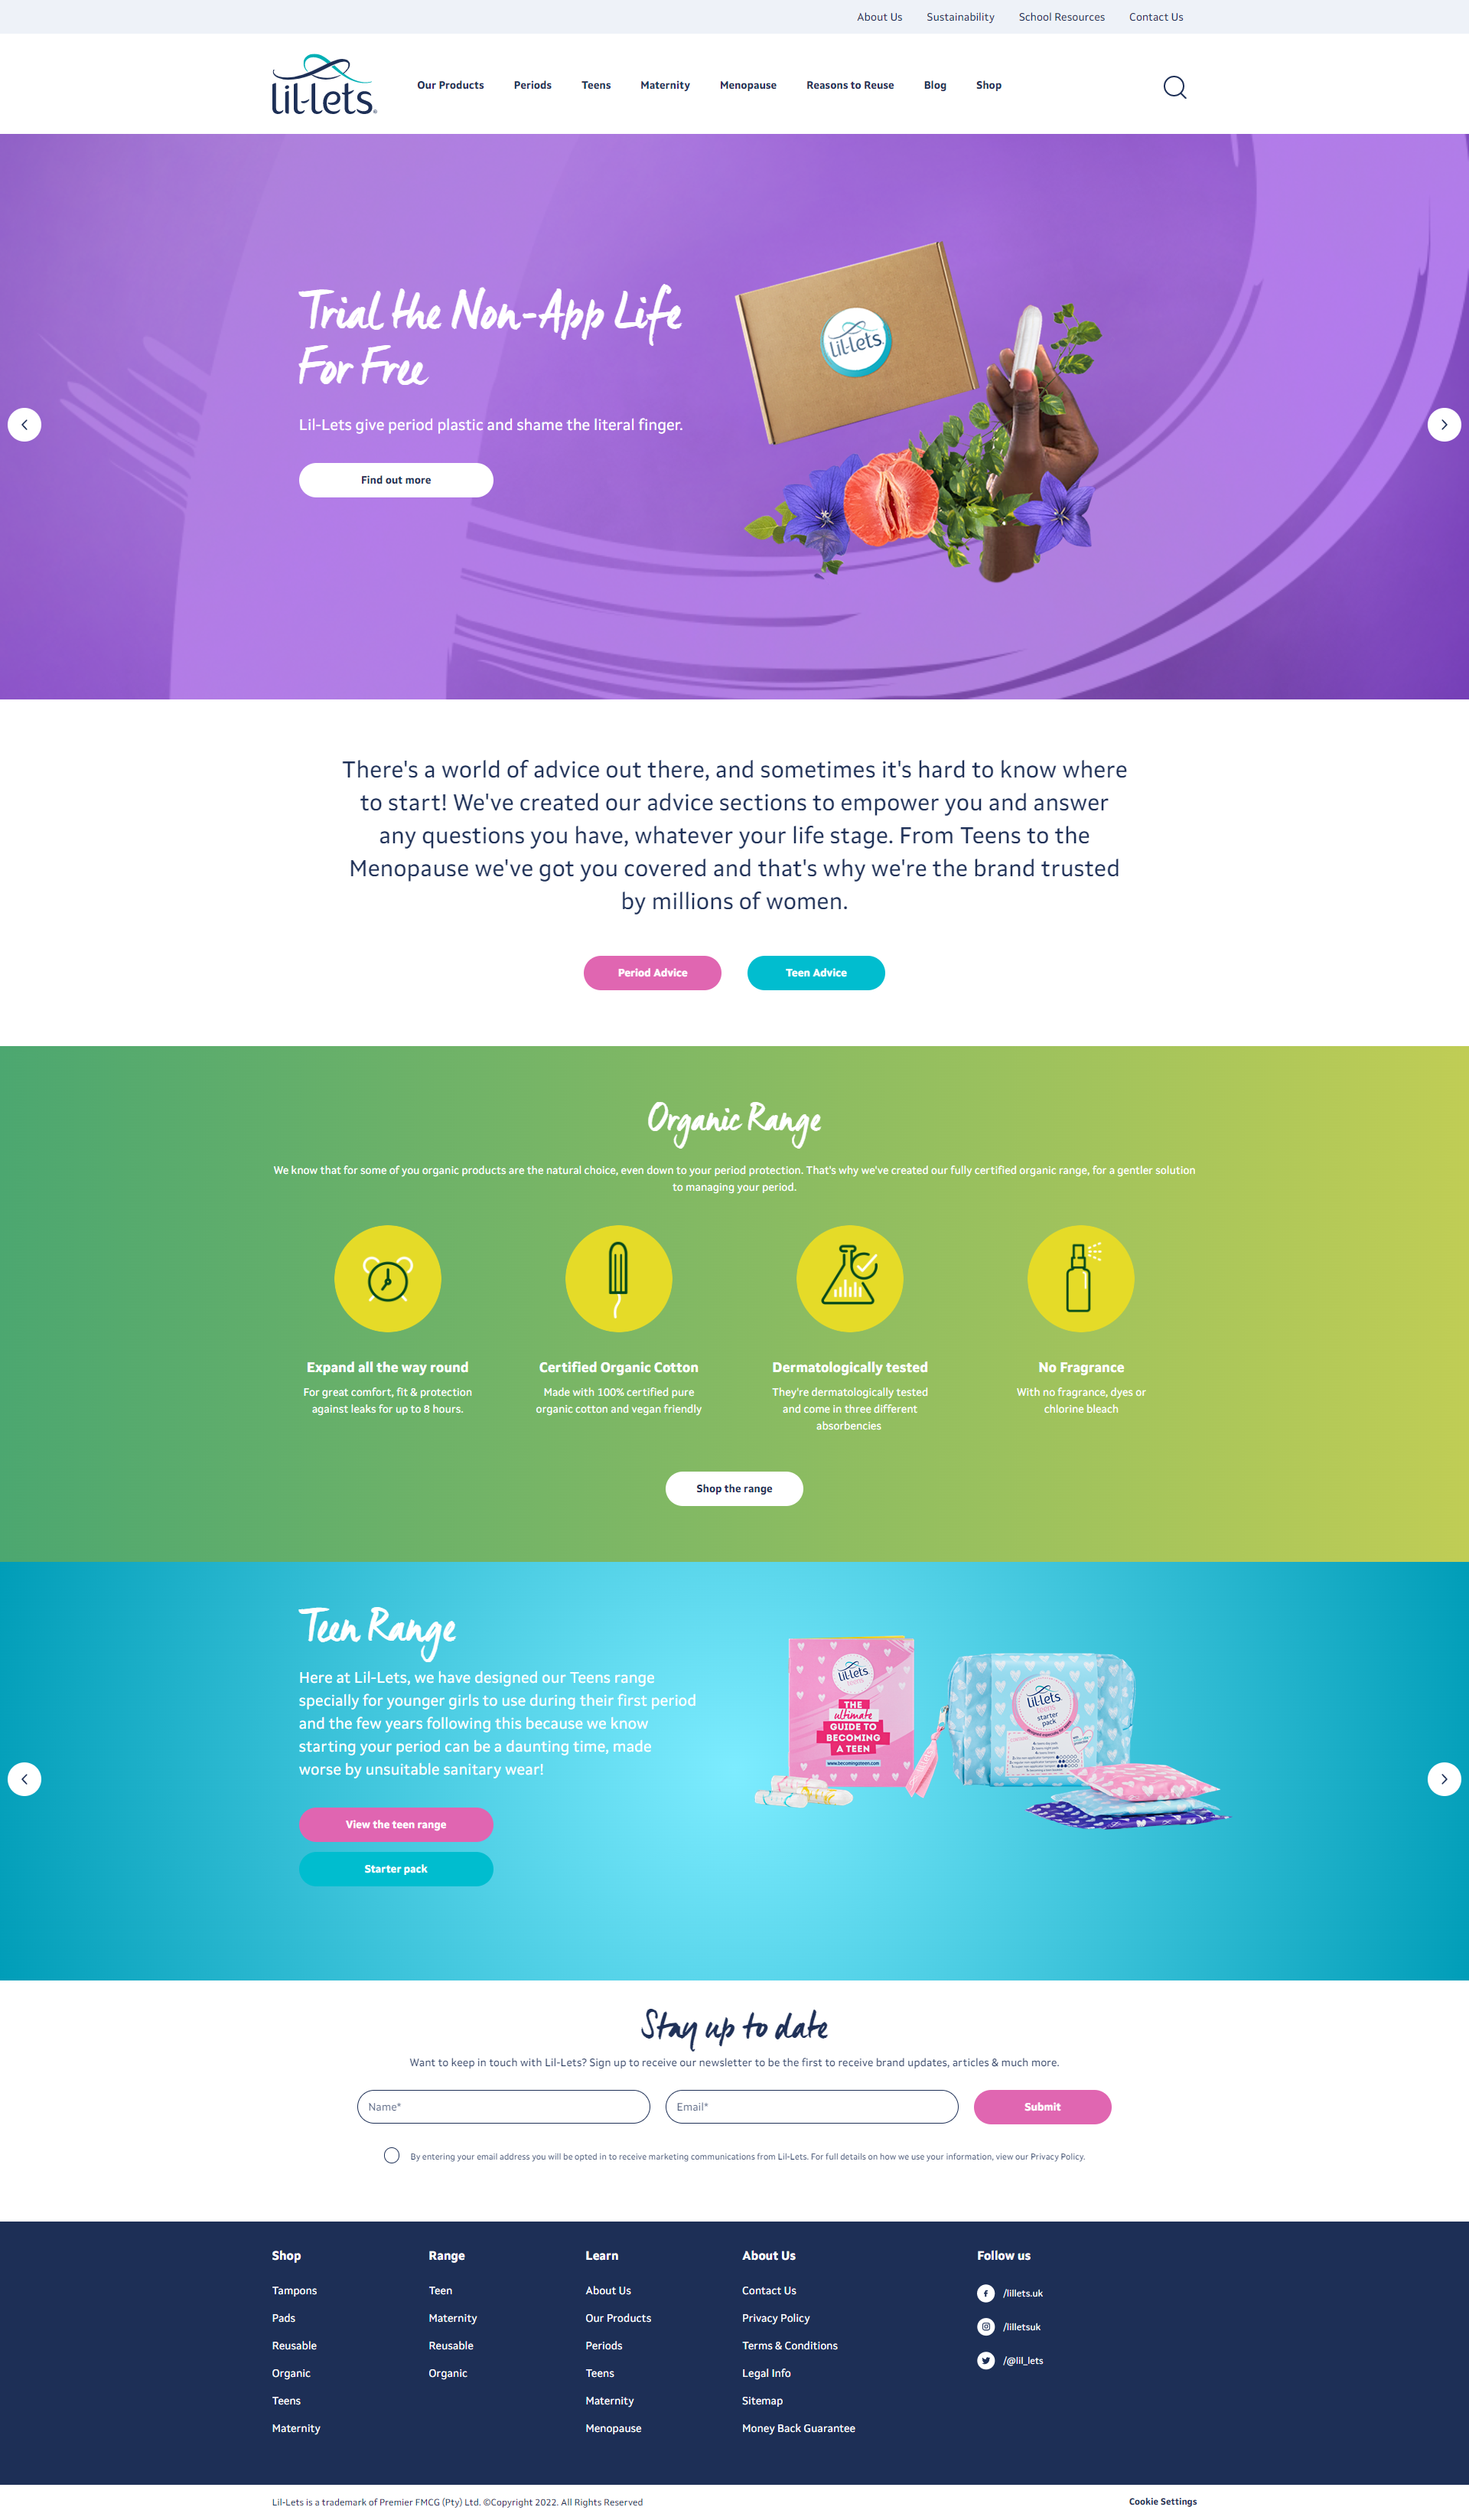 About Us Sustainability School Resources Contact Us
lil-lets®
Our Products Periods Teens Maternity Menopause Reasons to Reuse Blog Shop
Trial the Non-App Life
For Free
Lil-Lets give period plastic and shame the literal finger.
Find out more
lil-lets
There's a world of advice out there, and sometimes it's hard to know where
to start! We've created our advice sections to empower you and answer
any questions you have, whatever your life stage. From Teens to the
Menopause we've got you covered and that's why we're the brand trusted
by millions of women.
Period Advice Teen Advice
Organic Range
We know that for some of you organic products are the natural choice, even down to your period protection. That's why we've created our fully certified organic range, for a gentler solution
to managing your period.
Expand all the way round
For great comfort, fit & protection
against leaks for up to 8 hours.
Certified Organic Cotton
Made with 100% certified pure
organic cotton and vegan friendly
Dermatologically tested
They're dermatologically tested
and come in three different
absorbencies
No Fragrance
With no fragrance, dyes or
chlorine bleach
Shop the range
Teen Range
Here at Lil-Lets, we have designed our Teens range
specially for younger girls to use during their first period
and the few years following this because we know
starting your period can be a daunting time, made
worse by unsuitable sanitary wear!
View the teen range
Starter pack
lil-lets
teens
THE
ultimate
GUIDE TO
BECOMING
A TEEN
www.becomingateen.com
lil-lets
teens
starter
pack
Stay up to date
Want to keep in touch with Lil-Lets? Sign up to receive our newsletter to be the first to receive brand updates, articles & much more.
Name* Email* Submit
By entering your email address you will be opted in to receive marketing communications from Lil-Lets. For full details on how we use your information, view our Privacy Policy.
Shop
Tampons
Pads
Reusable
Organic
Teens
Maternity
Range
Teen
Maternity
Reusable
Organic
Learn
About Us
Our Products
Periods
Teens
Maternity
Menopause
About Us
Contact Us
Privacy Policy
Terms & Conditions
Legal Info
Sitemap
Money Back Guarantee
Follow us
/lillets.uk
/lilletsuk
/@lil_lets
Lil-Lets is a trademark of Premier FMCG (Pty) Ltd. ©Copyright 2022. All Rights Reserved
Cookie Settings